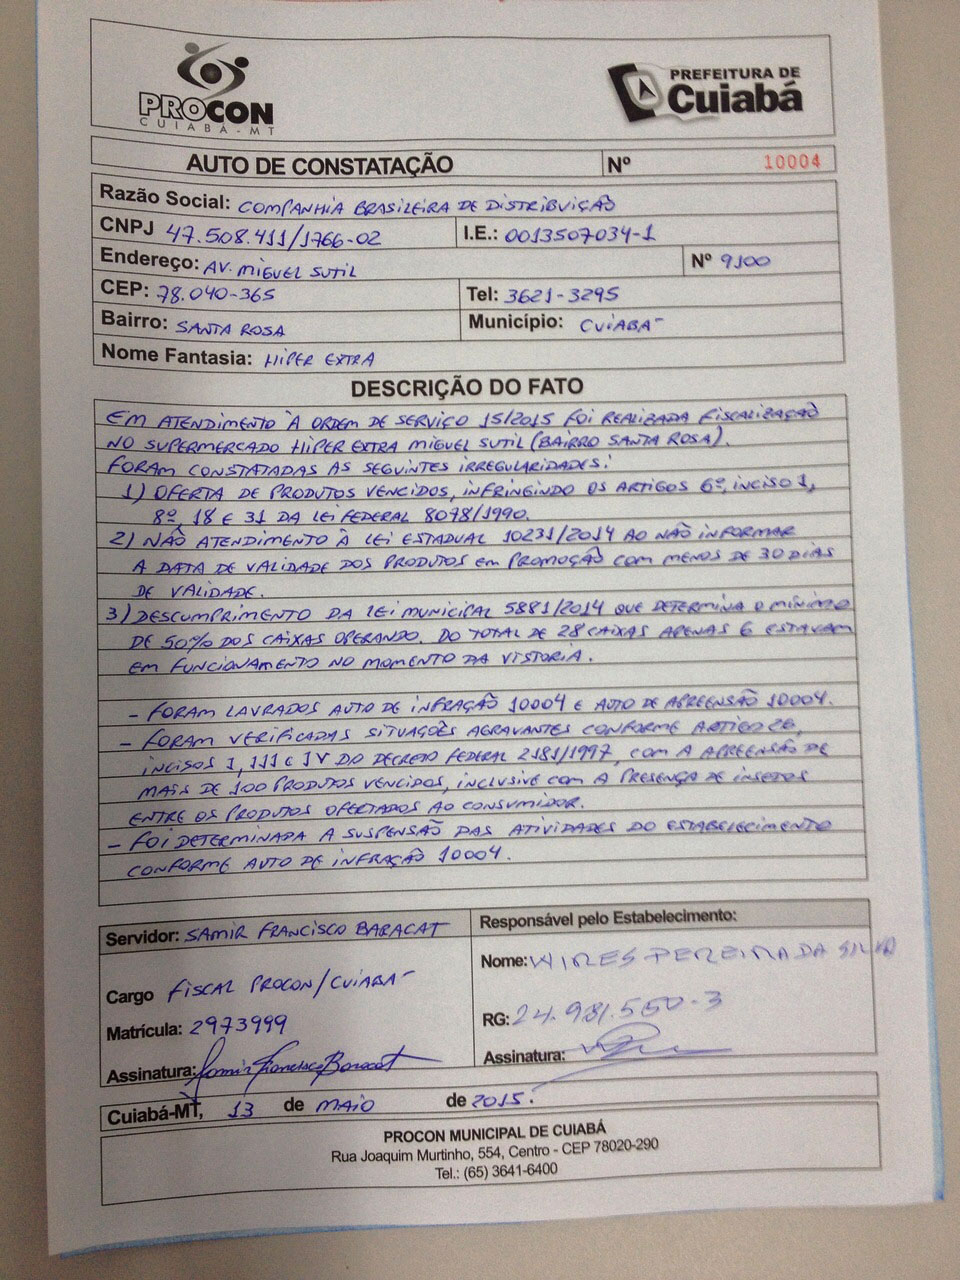 PROCON
CUIABÁ-MT
PREFEITURA DE
Cuiabá
AUTO DE CONSTATAÇÃO Nº 10004
Razão Social: COMPANHIA BRASILEIRA DE DISTRIBUIÇÃO
CNPJ 47.508.411/1766-02 I.E.: 0013507034-1
Endereço: AV. MIGUEL SUTIL Nº 9100
CEP: 78.040-365 Tel: 3621-3295
Bairro: SANTA ROSA Município: CUIABÁ
Nome Fantasia: HIPER EXTRA
DESCRIÇÃO DO FATO
EM ATENDIMENTO À ORDEM DE SERVIÇO 15/2015 FOI REALIZADA FISCALIZAÇÃO
NO SUPERMERCADO HIPER EXTRA MIGUEL SUTIL (BAIRRO SANTA ROSA).
FORAM CONSTATADAS AS SEGUINTES IRREGULARIDADES:
1) OFERTA DE PRODUTOS VENCIDOS, INFRINGINDO OS ARTIGOS 6º, INCISO 1,
8º, 18 E 31 DA LEI FEDERAL 8078/1990.
2) NÃO ATENDIMENTO À LEI ESTADUAL 10231/2014 AO NÃO INFORMAR
A DATA DE VALIDADE DOS PRODUTOS EM PROMOÇÃO COM MENOS DE 30 DIAS
DE VALIDADE.
3) DESCUMPRIMENTO DA LEI MUNICIPAL 5881/2014 QUE DETERMINA O MÍNIMO
DE 50% DOS CAIXAS OPERANDO. DO TOTAL DE 28 CAIXAS APENAS 6 ESTAVAM
EM FUNCIONAMENTO NO MOMENTO DA VISTORIA.
- FORAM LAVRADOS AUTO DE INFRAÇÃO 10004 E AUTO DE APREENSÃO 10004.
- FORAM VERIFICADAS SITUAÇÕES AGRAVANTES CONFORME ARTIGO 26,
INCISOS I, III E IV DO DECRETO FEDERAL 2181/1997, COM A APREENSÃO DE
MAIS DE 100 PRODUTOS VENCIDOS, INCLUSIVE COM A PRESENÇA DE INSETOS
ENTRE OS PRODUTOS OFERTADOS AO CONSUMIDOR.
- FOI DETERMINADA A SUSPENSÃO DAS ATIVIDADES DO ESTABELECIMENTO
CONFORME AUTO DE INFRAÇÃO 10004.
Servidor: SAMIR FRANCISCO BARACAT
Cargo FISCAL PROCON/CUIABÁ
Matrícula: 2973999
Assinatura: Samir Francisco Baracat
Responsável pelo Estabelecimento:
Nome: WIRES PEREIRA DA SILVA
RG: 24.981.550-3
Assinatura:
Cuiabá-MT, 13 de MAIO de 2015.
PROCON MUNICIPAL DE CUIABÁ
Rua Joaquim Murtinho, 554, Centro - CEP 78020-290
Tel.: (65) 3641-6400